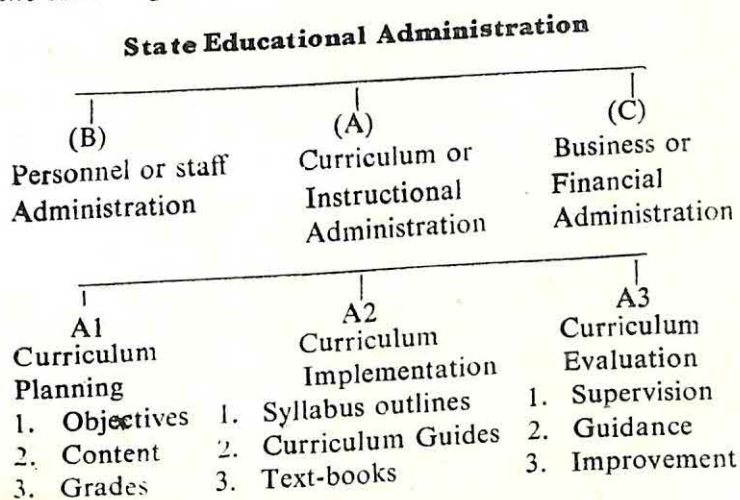 State Educational Administration
(B)
Personnel or staff
Administration
(A)
Curriculum or
Instructional
Administration
(C)
Business or
Financial
Administration
A1
Curriculum
Planning
1. Objectives
2. Content
3. Grades
A2
Curriculum
Implementation
1. Syllabus outlines
2. Curriculum Guides
3. Text-books
A3
Curriculum
Evaluation
1. Supervision
2. Guidance
3. Improvement